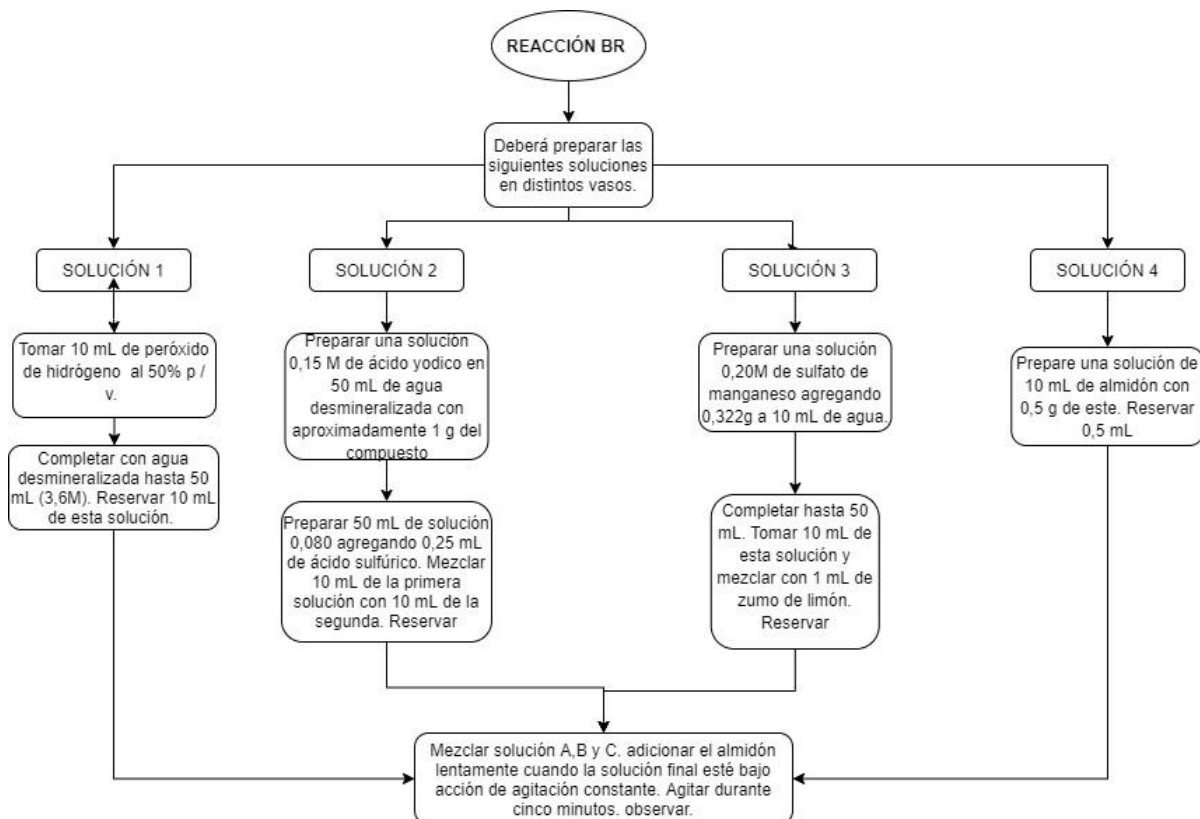 REACCIÓN BR
Deberá preparar las
siguientes soluciones
en distintos vasos.
SOLUCIÓN 1
SOLUCIÓN 2
SOLUCIÓN 3
SOLUCIÓN 4
Tomar 10 mL de peróxido
de hidrógeno al 50% p /
v.
Completar con agua
desmineralizada hasta 50
mL (3,6M). Reservar 10 mL
de esta solución.
Preparar una solución
0,15 M de ácido yodico en
50 mL de agua
desmineralizada con
aproximadamente 1 g del
compuesto
Preparar 50 mL de solución
0,080 agregando 0,25 mL
de ácido sulfúrico. Mezclar
10 mL de la primera
solución con 10 mL de la
segunda. Reservar
Preparar una solución
0,20M de sulfato de
manganeso agregando
0,322g a 10 mL de agua.
Completar hasta 50
mL. Tomar 10 mL de
esta solución y
mezclar con 1 mL de
zumo de limón.
Reservar
Prepare una solución de
10 mL de almidón con
0,5 g de este. Reservar
0,5 mL
Mezclar solución A,B y C. adicionar el almidón
lentamente cuando la solución final esté bajo
acción de agitación constante. Agitar durante
cinco minutos. observar.